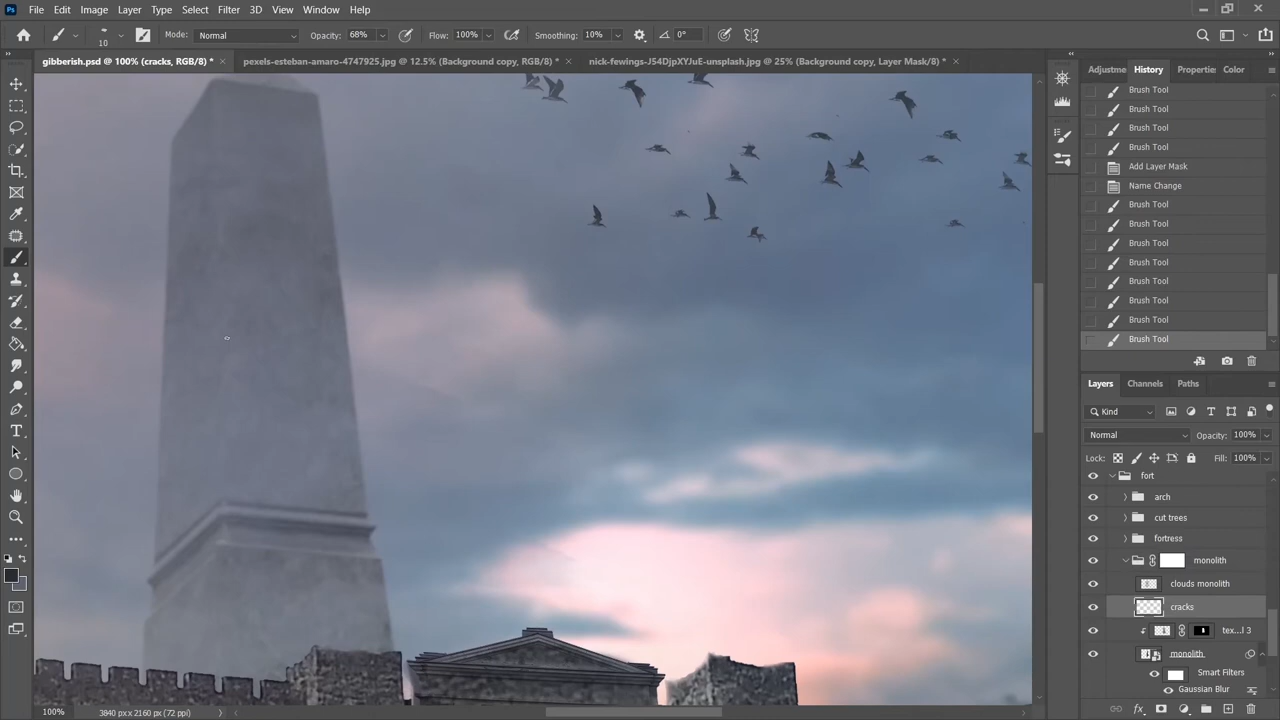 Ps File Edit Image Layer Type Select Filter 3D View Window Help
10 Mode: Normal Opacity: 68% Flow: 100% Smoothing: 10% 0°
gibberish.psd @ 100% (cracks, RGB/8) * × pexels-esteban-amaro-4747925.jpg @ 12.5% (Background copy, RGB/8) * × nick-fewings-J54DjpXYJuE-unsplash.jpg @ 25% (Background copy, Layer Mask/8) * ×
Adjustme History Propertie Color
Brush Tool
Brush Tool
Brush Tool
Brush Tool
Add Layer Mask
Name Change
Brush Tool
Brush Tool
Brush Tool
Brush Tool
Brush Tool
Brush Tool
Brush Tool
Brush Tool
Layers Channels Paths
Kind
Normal Opacity: 100%
Lock: Fill: 100%
fort
arch
cut trees
fortress
monolith
clouds monolith
cracks
tex...l 3
monolith
Smart Filters
Gaussian Blur
100% 3840 px x 2160 px (72 ppi)